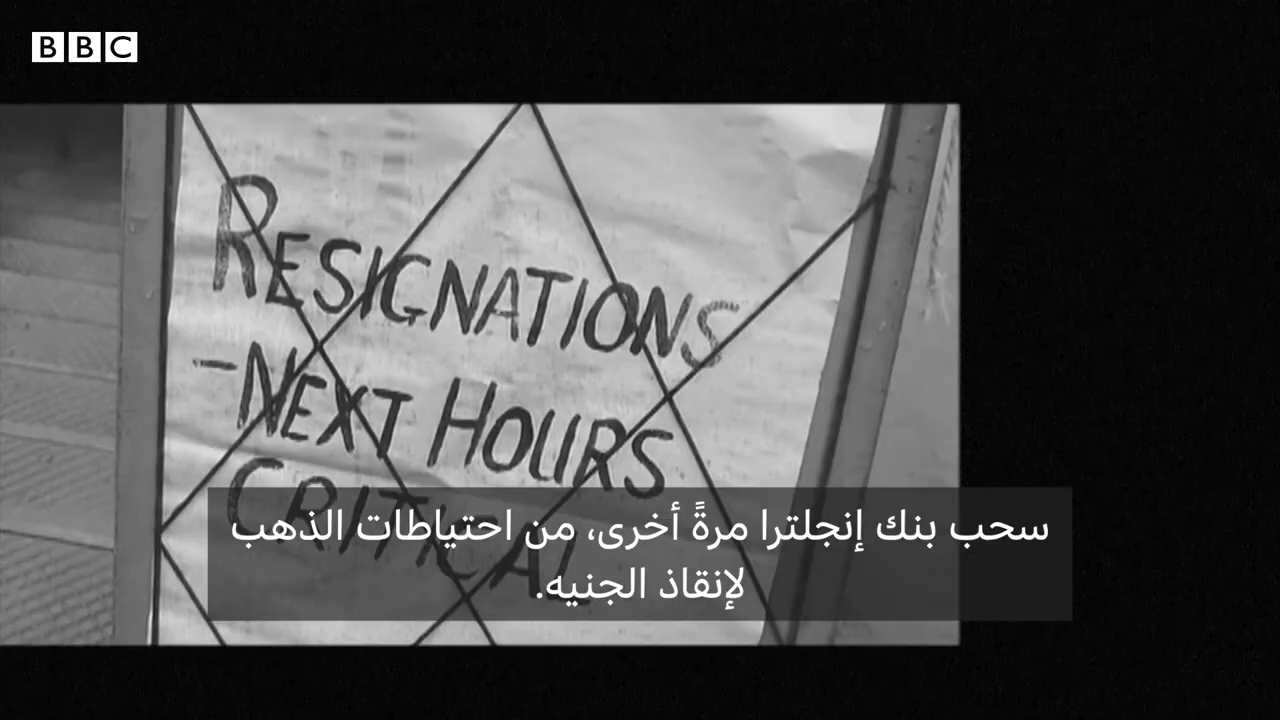 BBC
RESIGNATIONS
-NEXT HOURS
CRITICAL
سحب بنك إنجلترا مرةً أخرى، من احتياطات الذهب
لإنقاذ الجنيه.